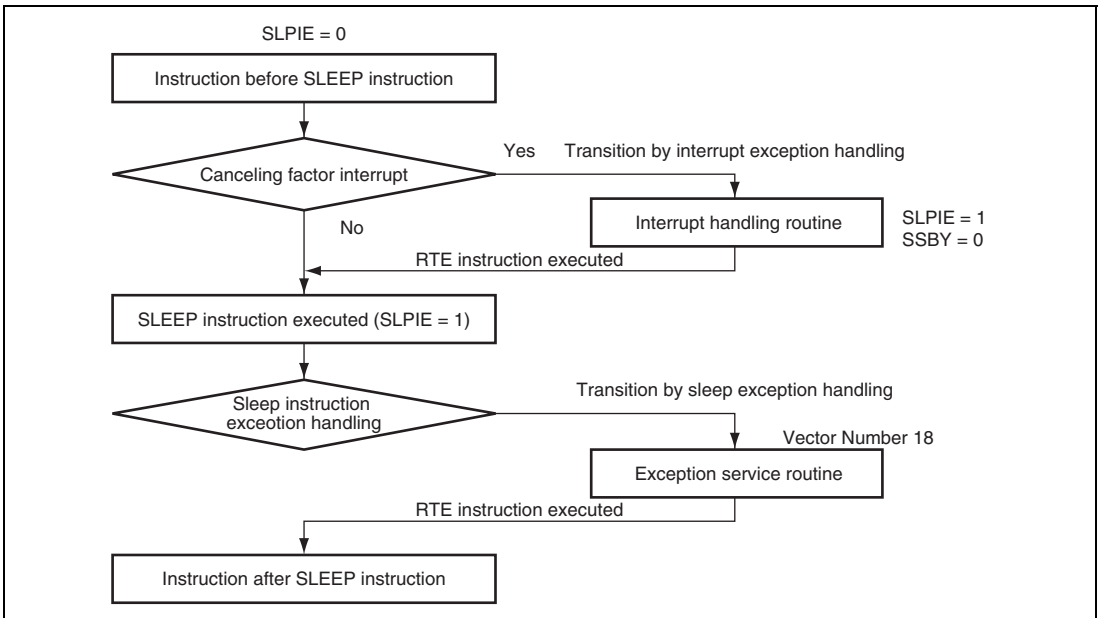 SLPIE = 0
Instruction before SLEEP instruction
Canceling factor interrupt
Yes
Transition by interrupt exception handling
No
Interrupt handling routine
SLPIE = 1
SSBY = 0
RTE instruction executed
SLEEP instruction executed (SLPIE = 1)
Sleep instruction
exceotion handling
Transition by sleep exception handling
Vector Number 18
Exception service routine
RTE instruction executed
Instruction after SLEEP instruction